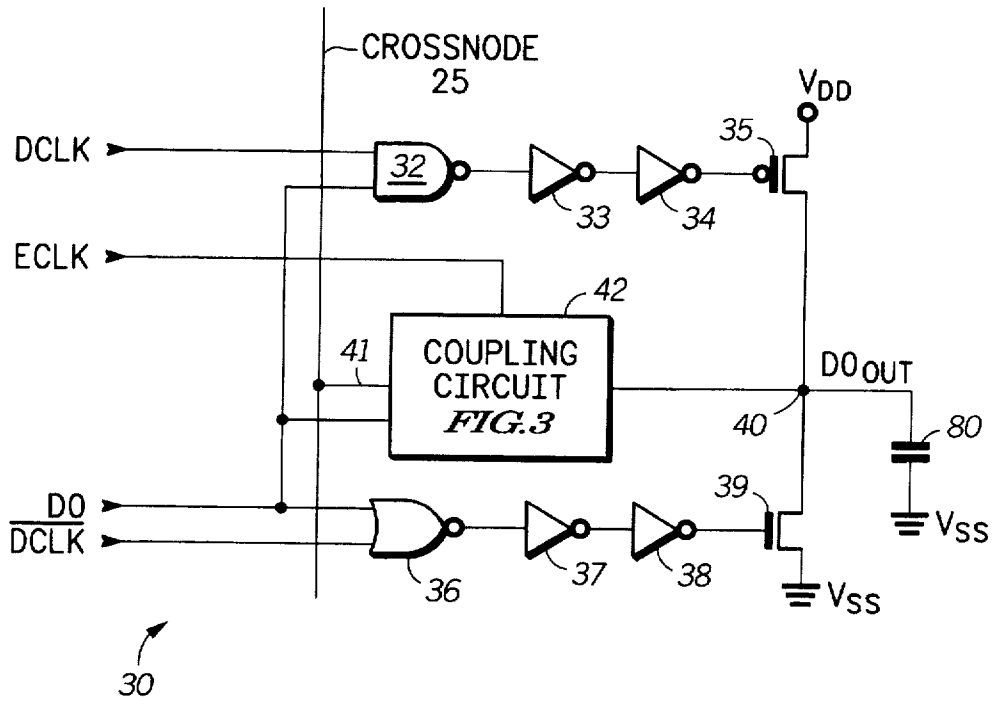 CROSSNODE
25
VDD
DCLK
32
33
34
35
ECLK
42
41
COUPLING
CIRCUIT
FIG.3
DOOUT
40
80
VSS
DO
DCLK
36
37
38
39
VSS
30